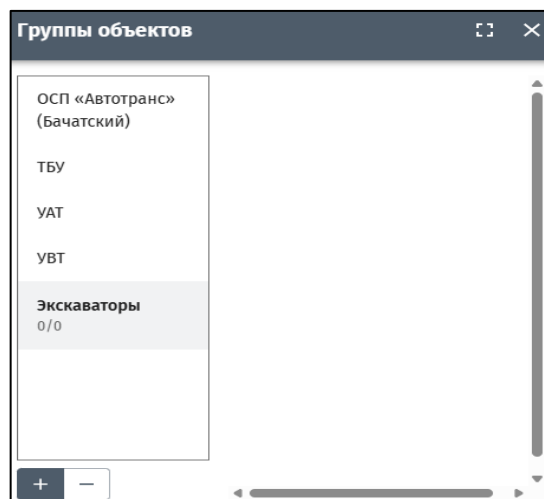 Группы объектов
ОСП «Автотранс»
(Бачатский)
ТБУ
УАТ
УВТ
Экскаваторы
0/0